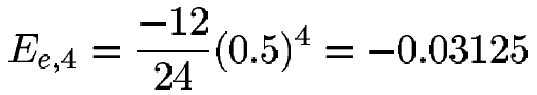 $E_{e,4} = \frac{-12}{24}(0.5)^4 = -0.03125$